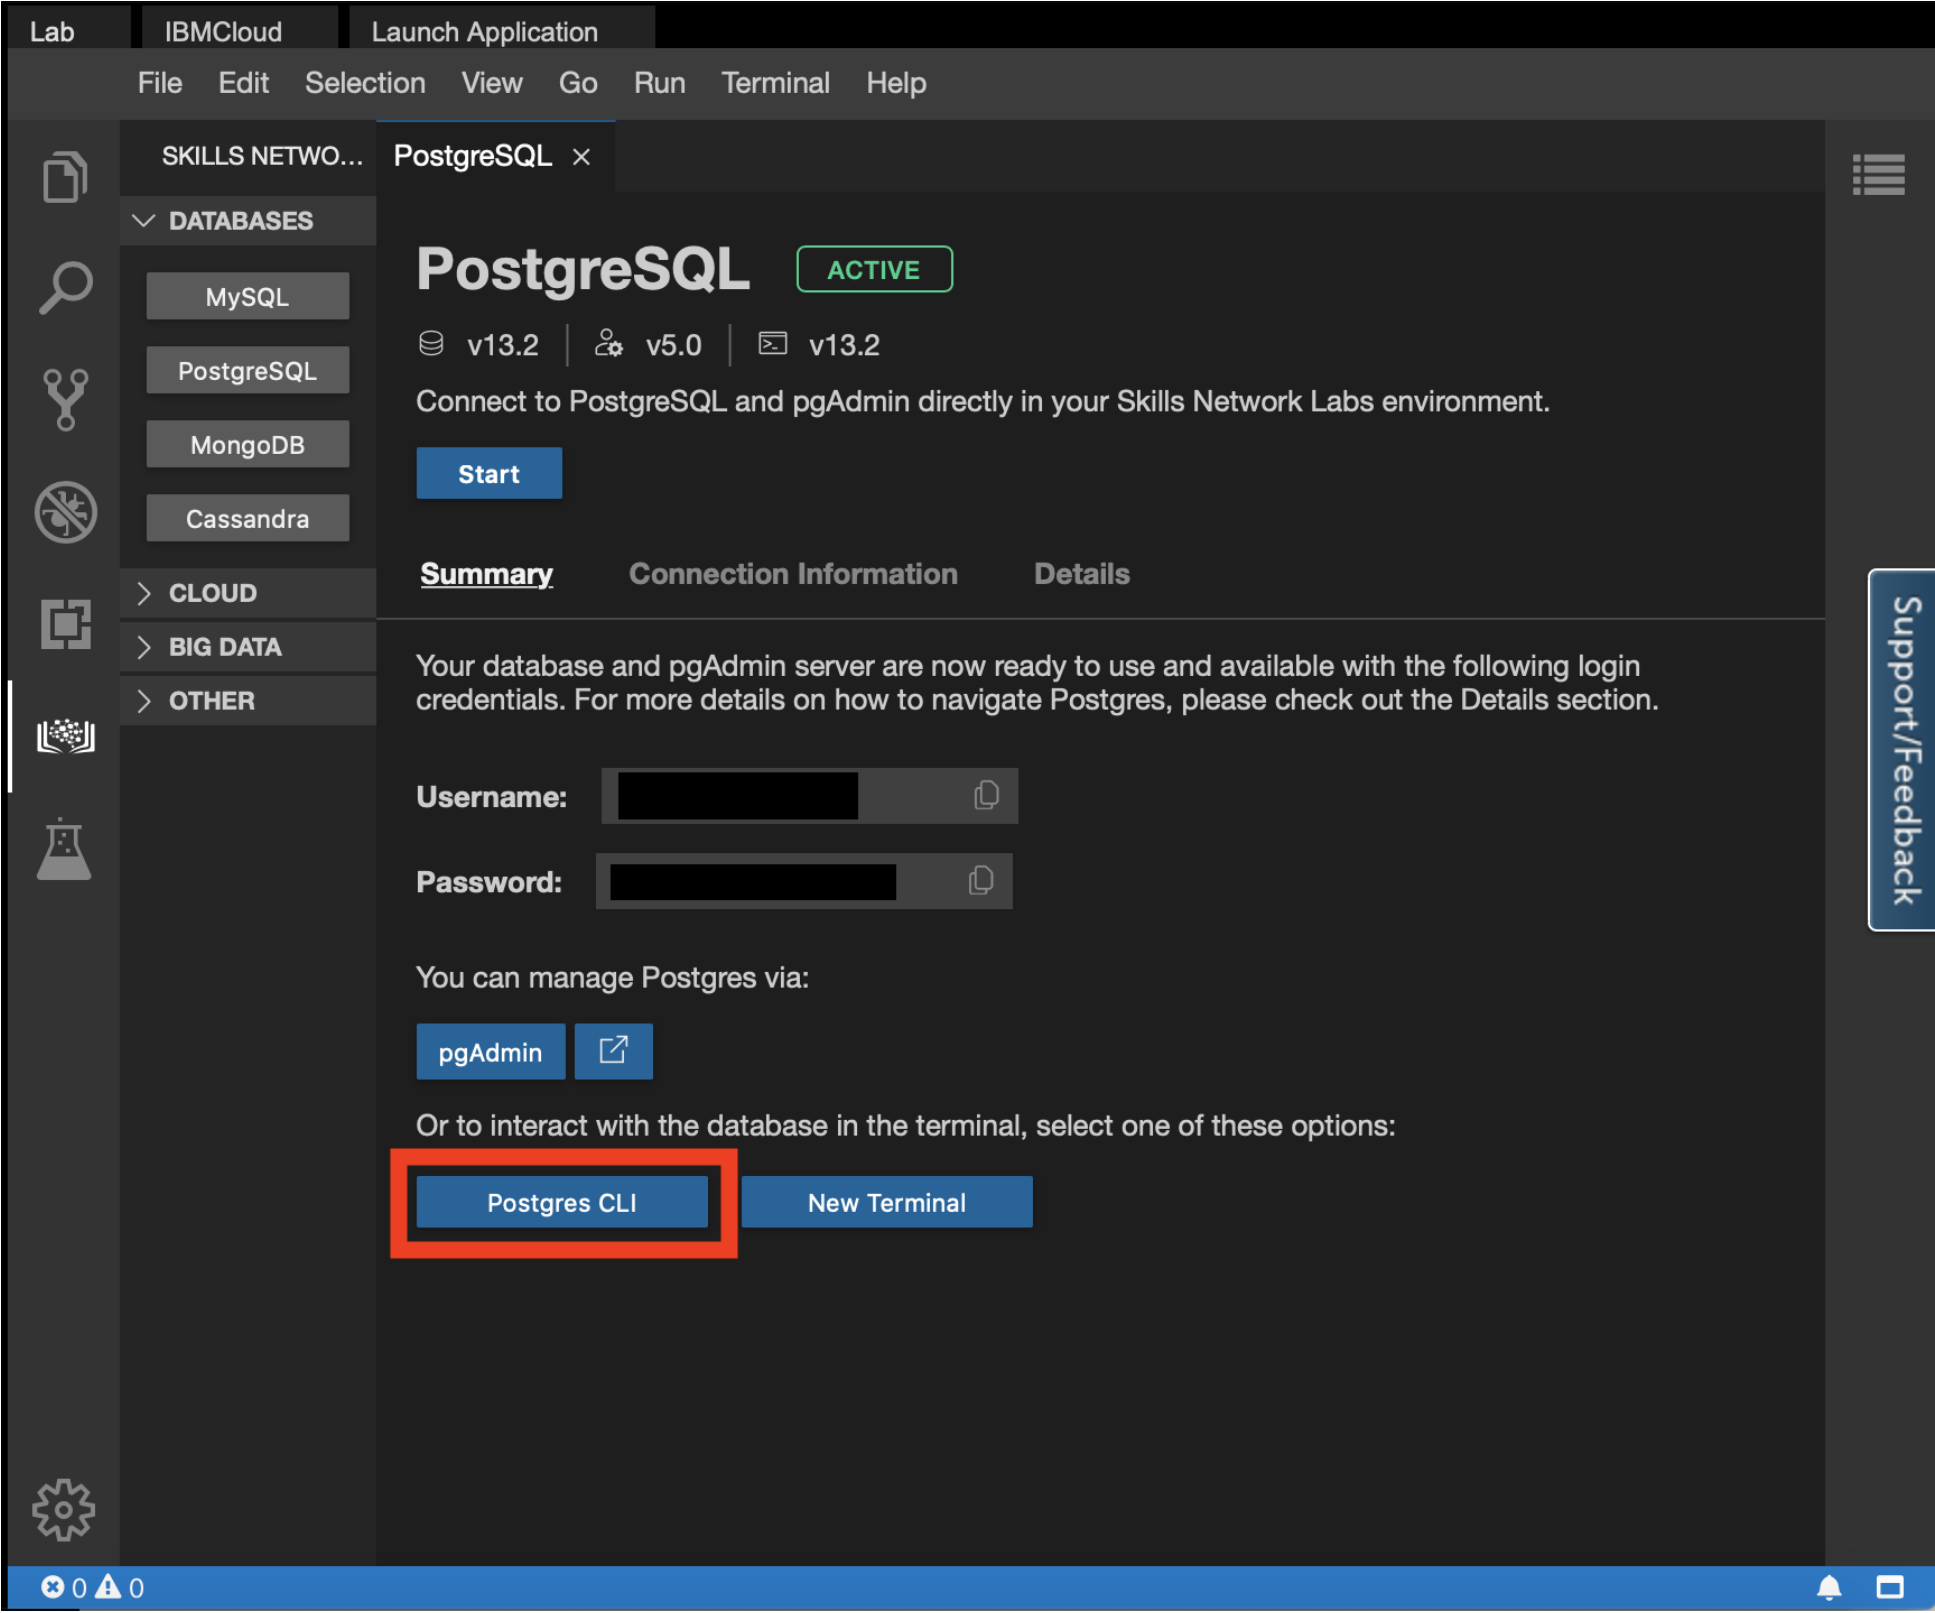 Lab
IBMCloud
Launch Application
File Edit Selection View Go Run Terminal Help
SKILLS NETWO...
PostgreSQL
DATABASES
MySQL
PostgreSQL
MongoDB
Cassandra
CLOUD
BIG DATA
OTHER
PostgreSQL
ACTIVE
v13.2 v5.0 v13.2
Connect to PostgreSQL and pgAdmin directly in your Skills Network Labs environment.
Start
Summary Connection Information Details
Your database and pgAdmin server are now ready to use and available with the following login
credentials. For more details on how to navigate Postgres, please check out the Details section.
Username:
Password:
You can manage Postgres via:
pgAdmin
Or to interact with the database in the terminal, select one of these options:
Postgres CLI
New Terminal
Support/Feedback
0 0